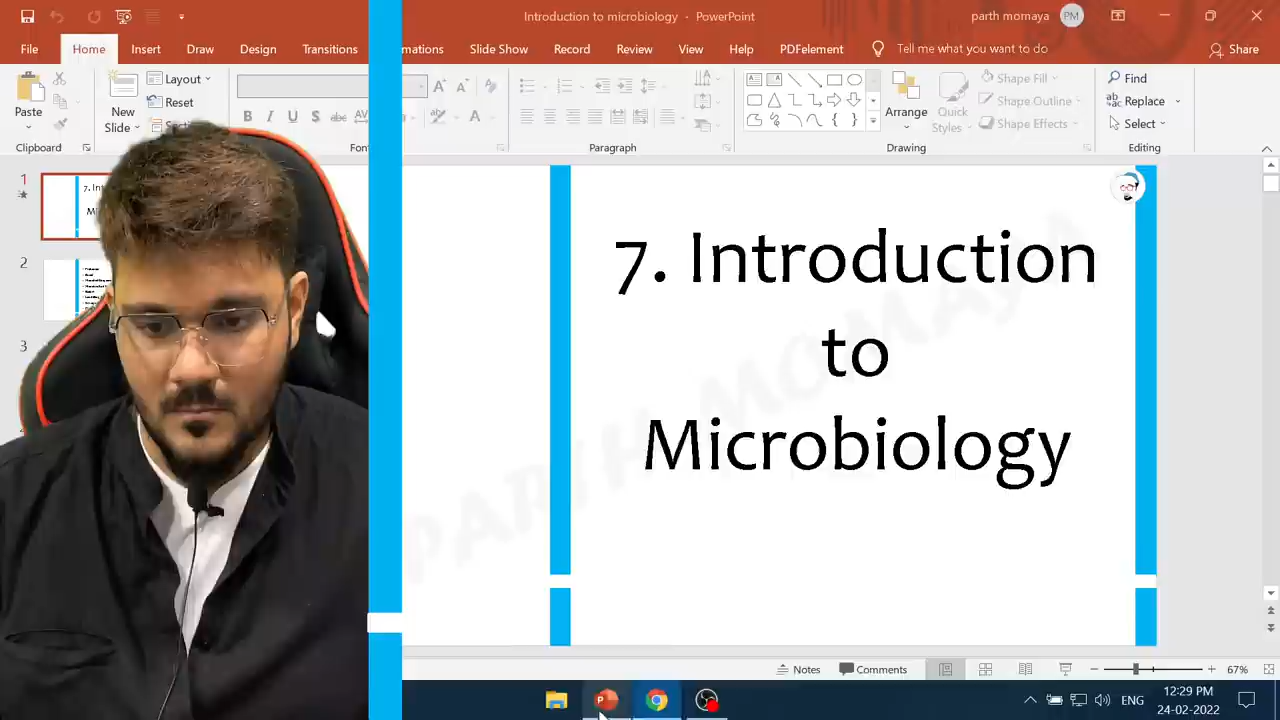 Introduction to microbiology - PowerPoint
parth momaya PM
File Home Insert Draw Design Transitions mations Slide Show Record Review View Help PDFelement Tell me what you want to do Share
Paste
Clipboard
New
Slide
Layout
Reset
B I U S
Font
Paragraph
Arrange
Quick
Styles
Shape Fill
Shape Outline
Shape Effects
Drawing
Find
Replace
Select
Editing
1
2
3
7. Introduction
to
Microbiology
PARTH MOMAYA
Notes Comments 67%
ENG
12:29 PM
24-02-2022